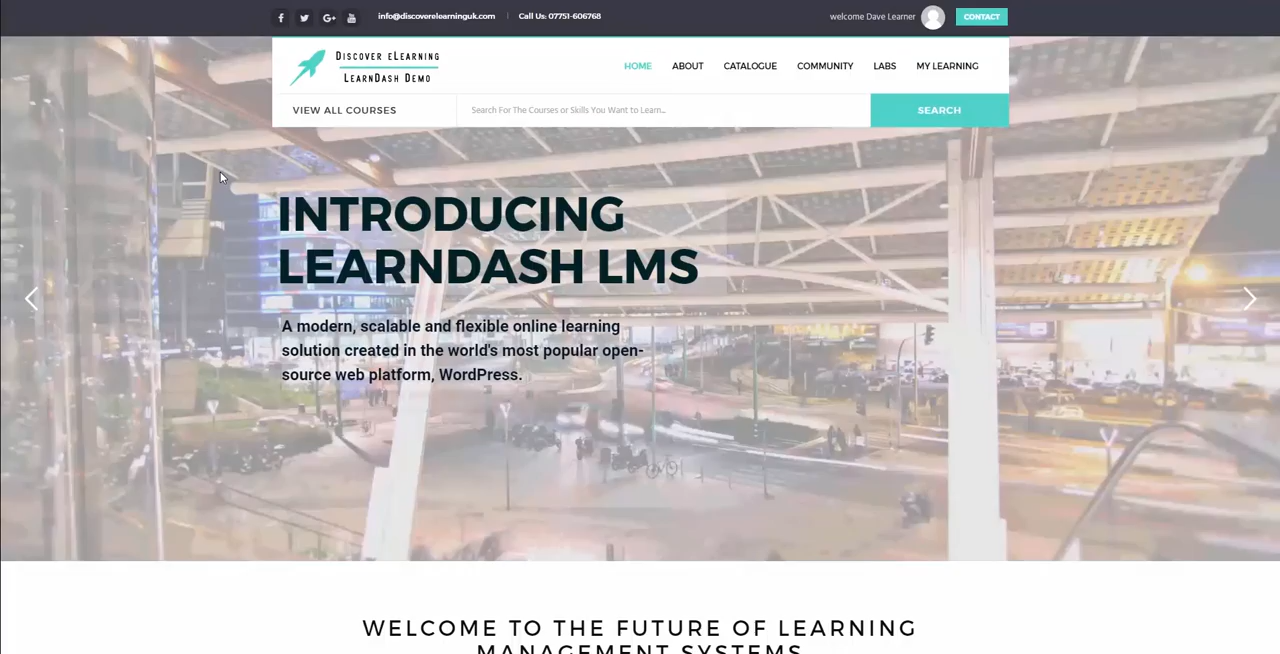 info@discoverelearninguk.com
Call Us: 07751-606768
welcome Dave Learner
CONTACT
Discover eLearning
LearnDash Demo
HOME
ABOUT
CATALOGUE
COMMUNITY
LABS
MY LEARNING
VIEW ALL COURSES
Search For The Courses or Skills You Want to Learn...
SEARCH
INTRODUCING
LEARNDASH LMS
A modern, scalable and flexible online learning
solution created in the world's most popular open-
source web platform, WordPress.
WELCOME TO THE FUTURE OF LEARNING
MANAGEMENT SYSTEMS